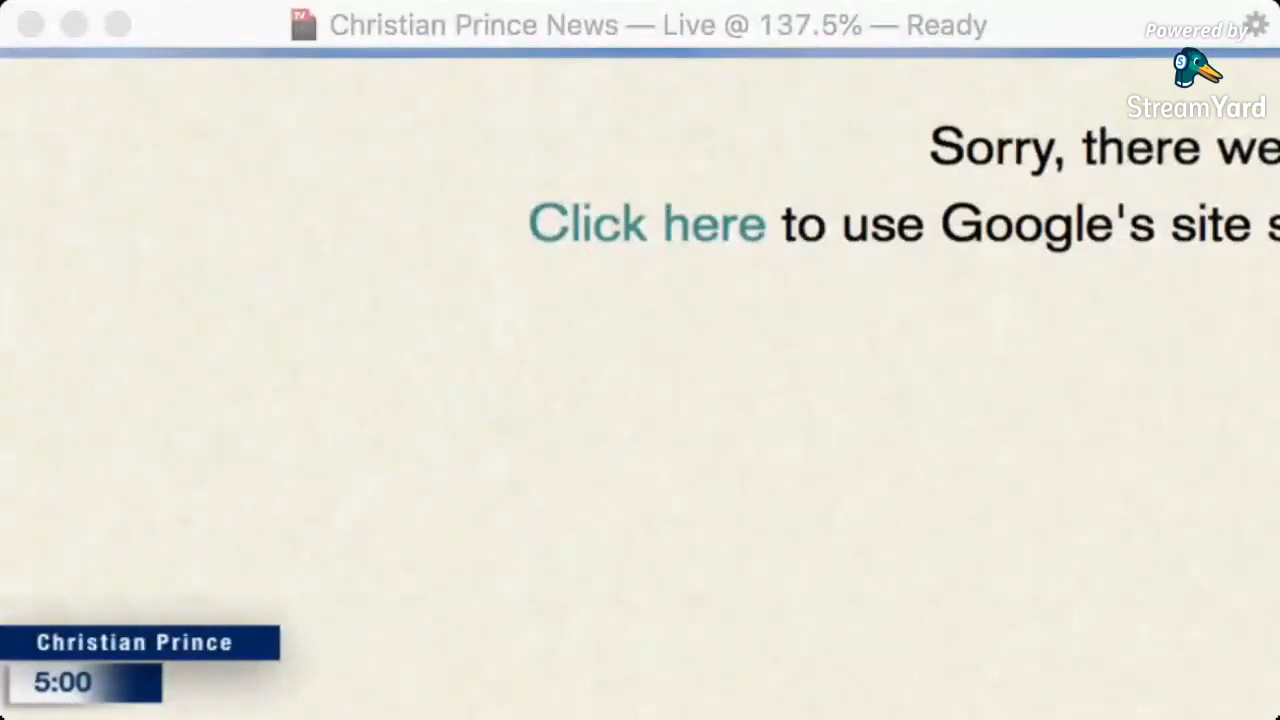 Christian Prince News — Live @ 137.5% — Ready
Powered by
StreamYard
Sorry, there we
Click here to use Google's site s
Christian Prince
5:00